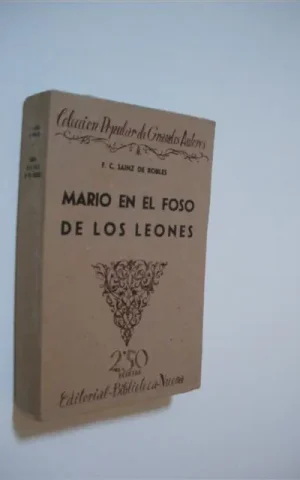 Colección Popular de Grandes Autores
F. C. SAINZ DE ROBLES
MARIO EN EL FOSO
DE LOS LEONES
2'50
PESETAS
Editorial-Biblioteca-Nueva